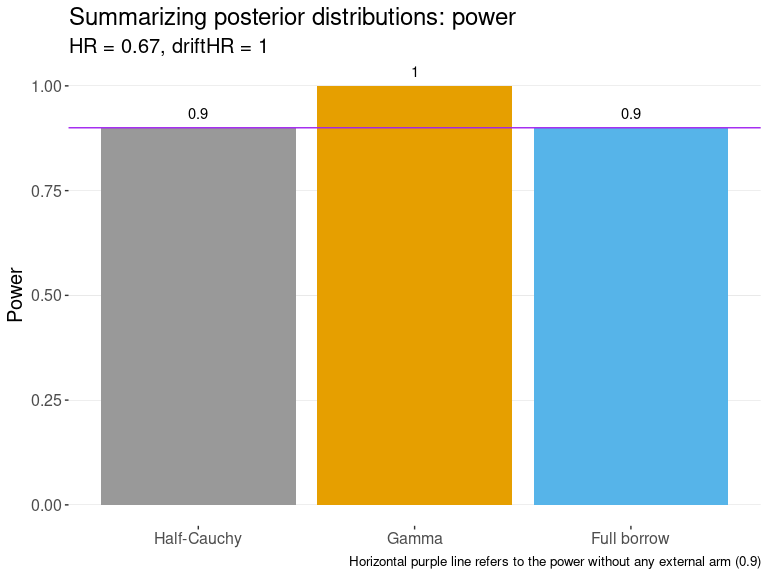 Summarizing posterior distributions: power
HR = 0.67, driftHR = 1
1
1.00
0.9
0.9
0.75
0.50
0.25
0.00
Power
Half-Cauchy
Gamma
Full borrow
Horizontal purple line refers to the power without any external arm (0.9)